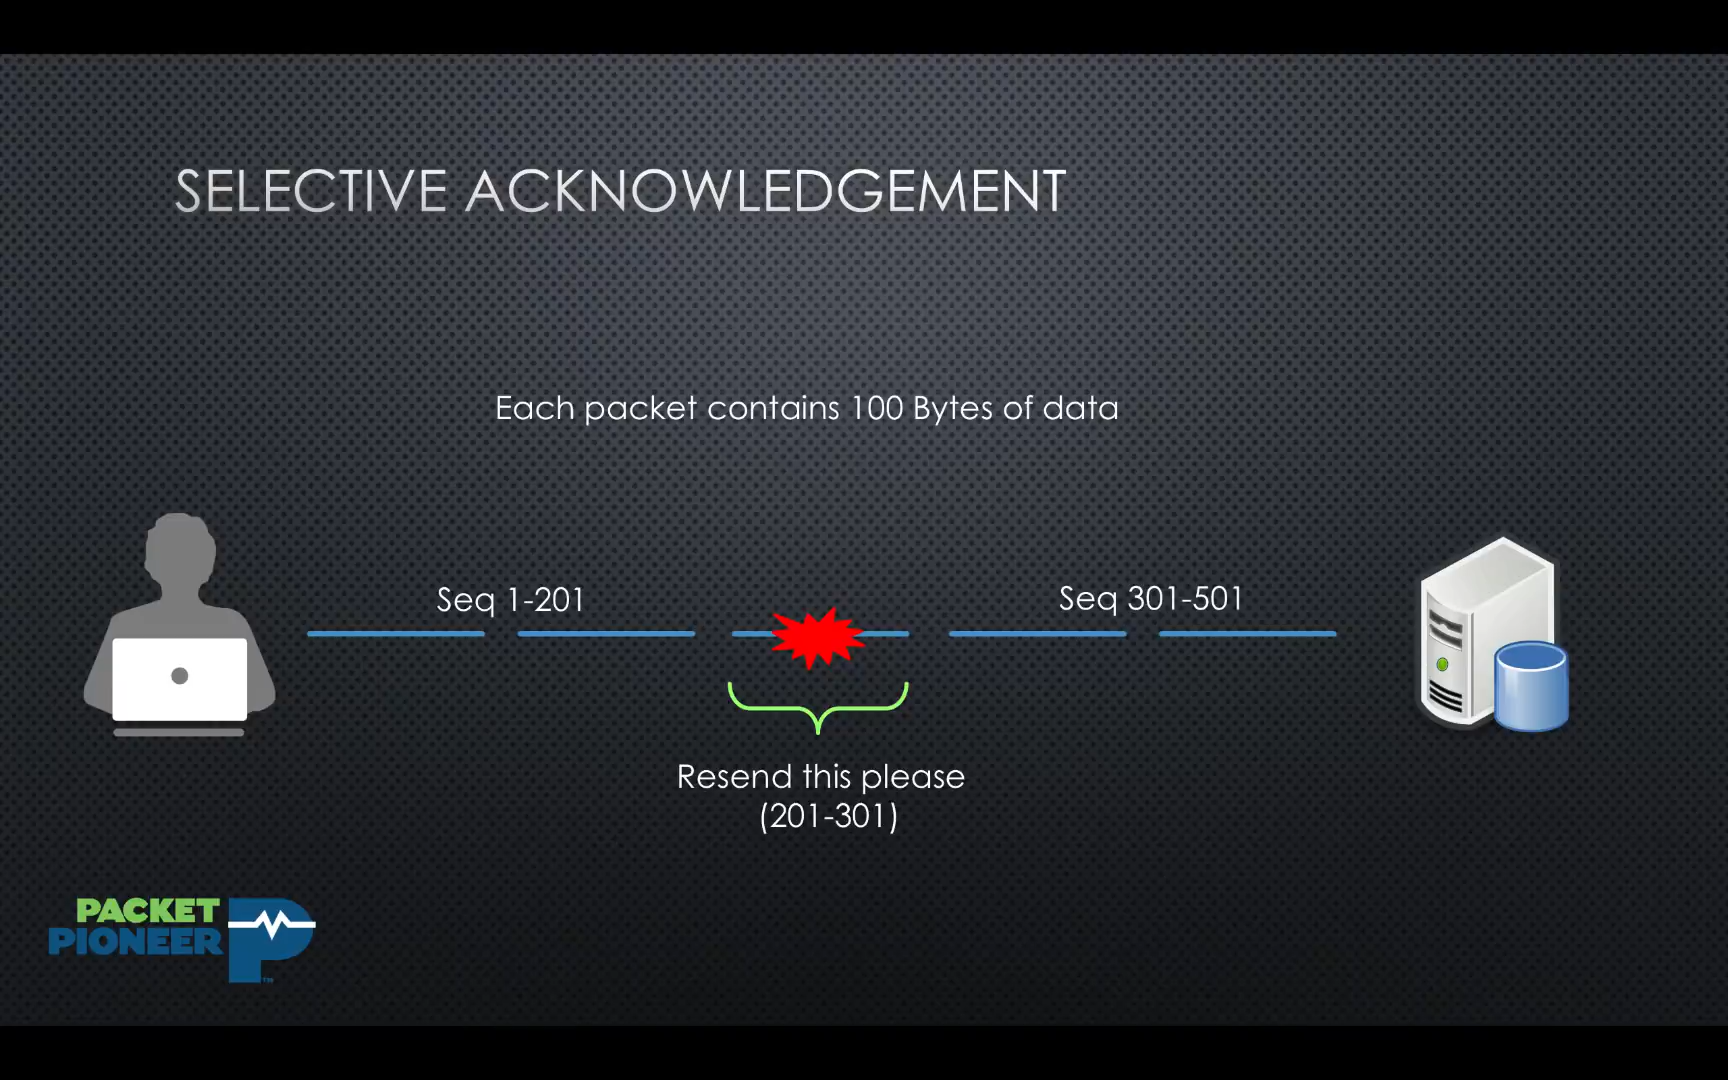 SELECTIVE ACKNOWLEDGEMENT
Each packet contains 100 Bytes of data
Seq 1-201
Seq 301-501
Resend this please
(201-301)
PACKET
PIONEER
P
TM